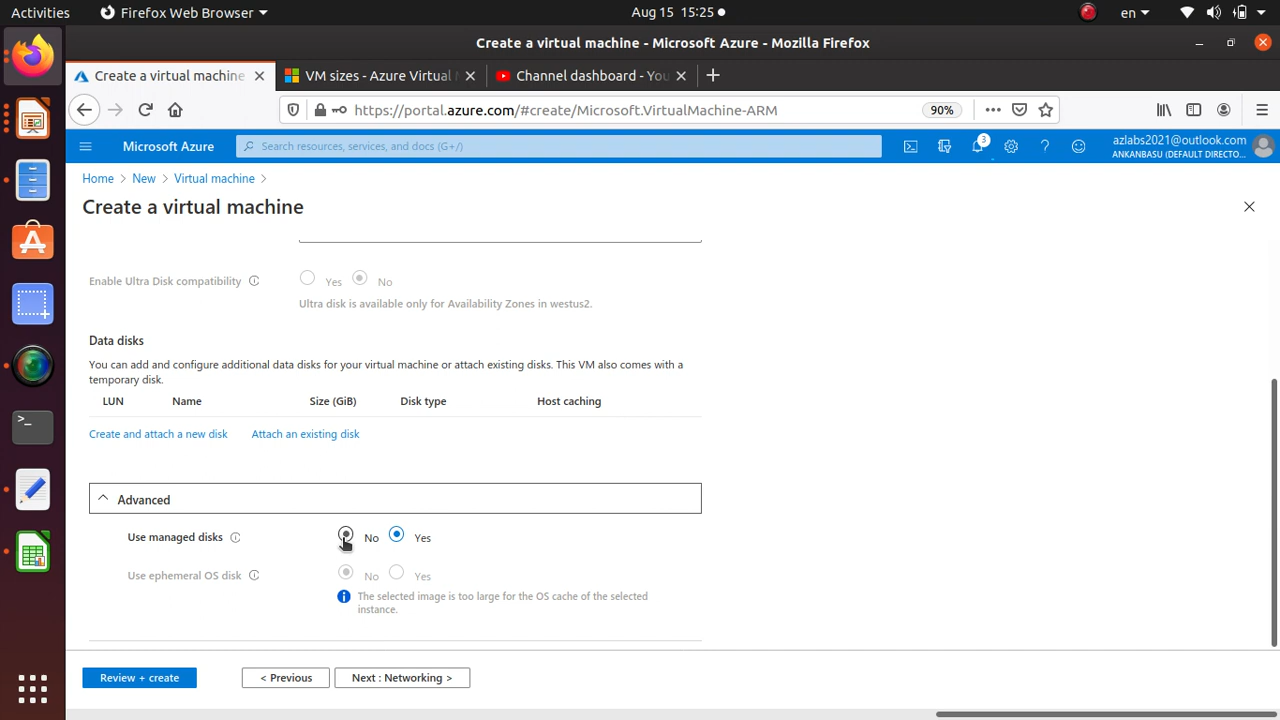 Activities Firefox Web Browser Aug 15 15:25 en
Create a virtual machine - Microsoft Azure - Mozilla Firefox
Create a virtual machine VM sizes - Azure Virtual Channel dashboard - You
https://portal.azure.com/#create/Microsoft.VirtualMachine-ARM 90%
Microsoft Azure Search resources, services, and docs (G+/) 3 azlabs2021@outlook.com
ANKANBASU (DEFAULT DIRECTO...
Home > New > Virtual machine >
Create a virtual machine
Enable Ultra Disk compatibility Yes No
Ultra disk is available only for Availability Zones in westus2.
Data disks
You can add and configure additional data disks for your virtual machine or attach existing disks. This VM also comes with a
temporary disk.
LUN Name Size (GiB) Disk type Host caching
Create and attach a new disk Attach an existing disk
Advanced
Use managed disks No Yes
Use ephemeral OS disk No Yes
The selected image is too large for the OS cache of the selected
instance.
Review + create < Previous Next : Networking >